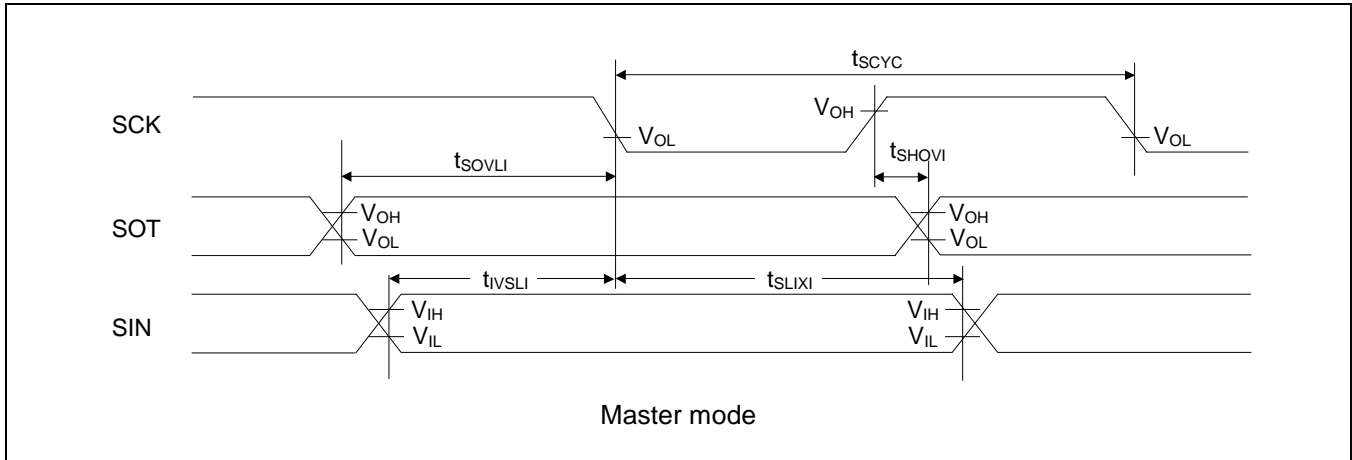 tSCYC
SCK
VOH
VOL
VOL
tSHOVI
tSOVLI
SOT
VOH
VOL
VOH
VOL
tIVSLI
tSLIXI
SIN
VIH
VIL
VIH
VIL
Master mode